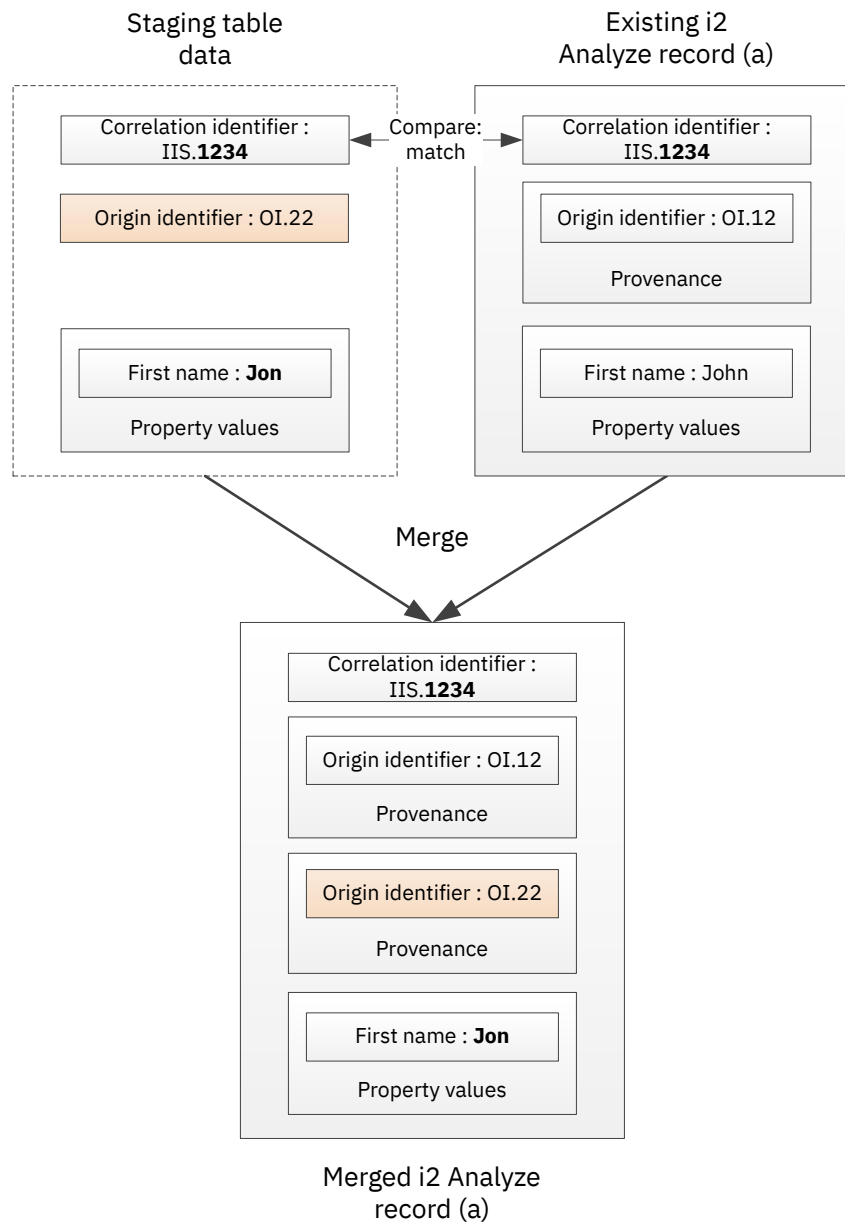 Staging table
data
Existing i2
Analyze record (a)
Correlation identifier :
IIS.1234
Compare:
match
Correlation identifier :
IIS.1234
Origin identifier : OI.22
Origin identifier : OI.12
Provenance
First name : Jon
Property values
First name : John
Property values
Merge
Correlation identifier :
IIS.1234
Origin identifier : OI.12
Provenance
Origin identifier : OI.22
Provenance
First name : Jon
Property values
Merged i2 Analyze
record (a)